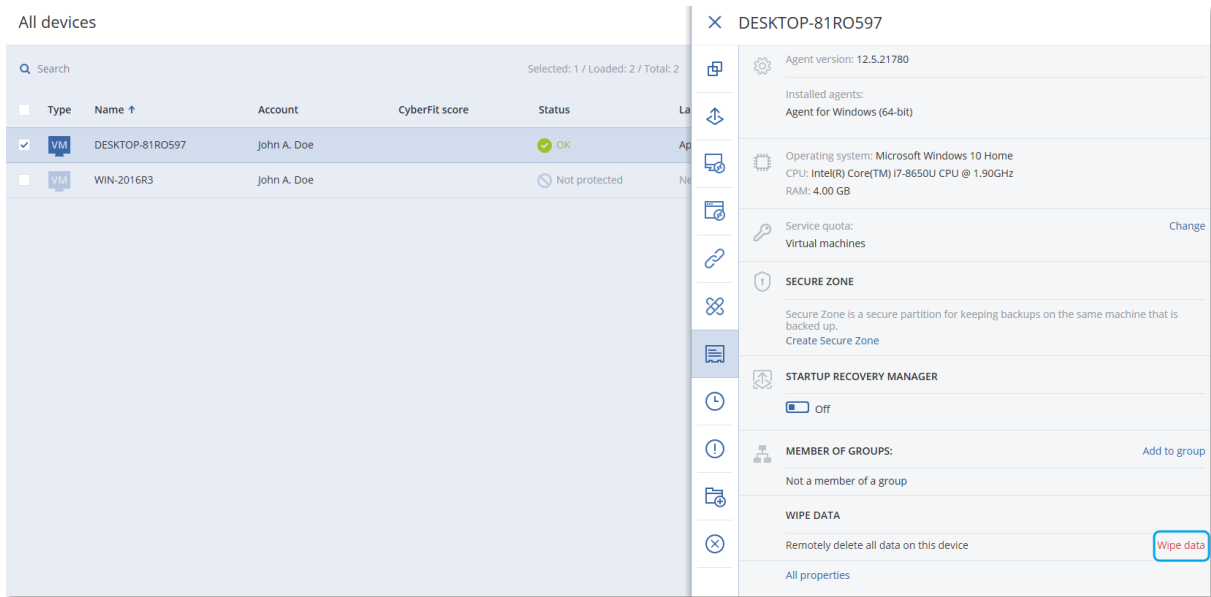 All devices
Search
Selected: 1 / Loaded: 2 / Total: 2
Type Name ↑ Account CyberFit score Status La
VM DESKTOP-81RO597 John A. Doe OK Ap
VM WIN-2016R3 John A. Doe Not protected Ne
DESKTOP-81RO597
Agent version: 12.5.21780
Installed agents:
Agent for Windows (64-bit)
Operating system: Microsoft Windows 10 Home
CPU: Intel(R) Core(TM) i7-8650U CPU @ 1.90GHz
RAM: 4.00 GB
Service quota:
Change
Virtual machines
SECURE ZONE
Secure Zone is a secure partition for keeping backups on the same machine that is
backed up.
Create Secure Zone
STARTUP RECOVERY MANAGER
Off
MEMBER OF GROUPS:
Add to group
Not a member of a group
WIPE DATA
Remotely delete all data on this device
Wipe data
All properties